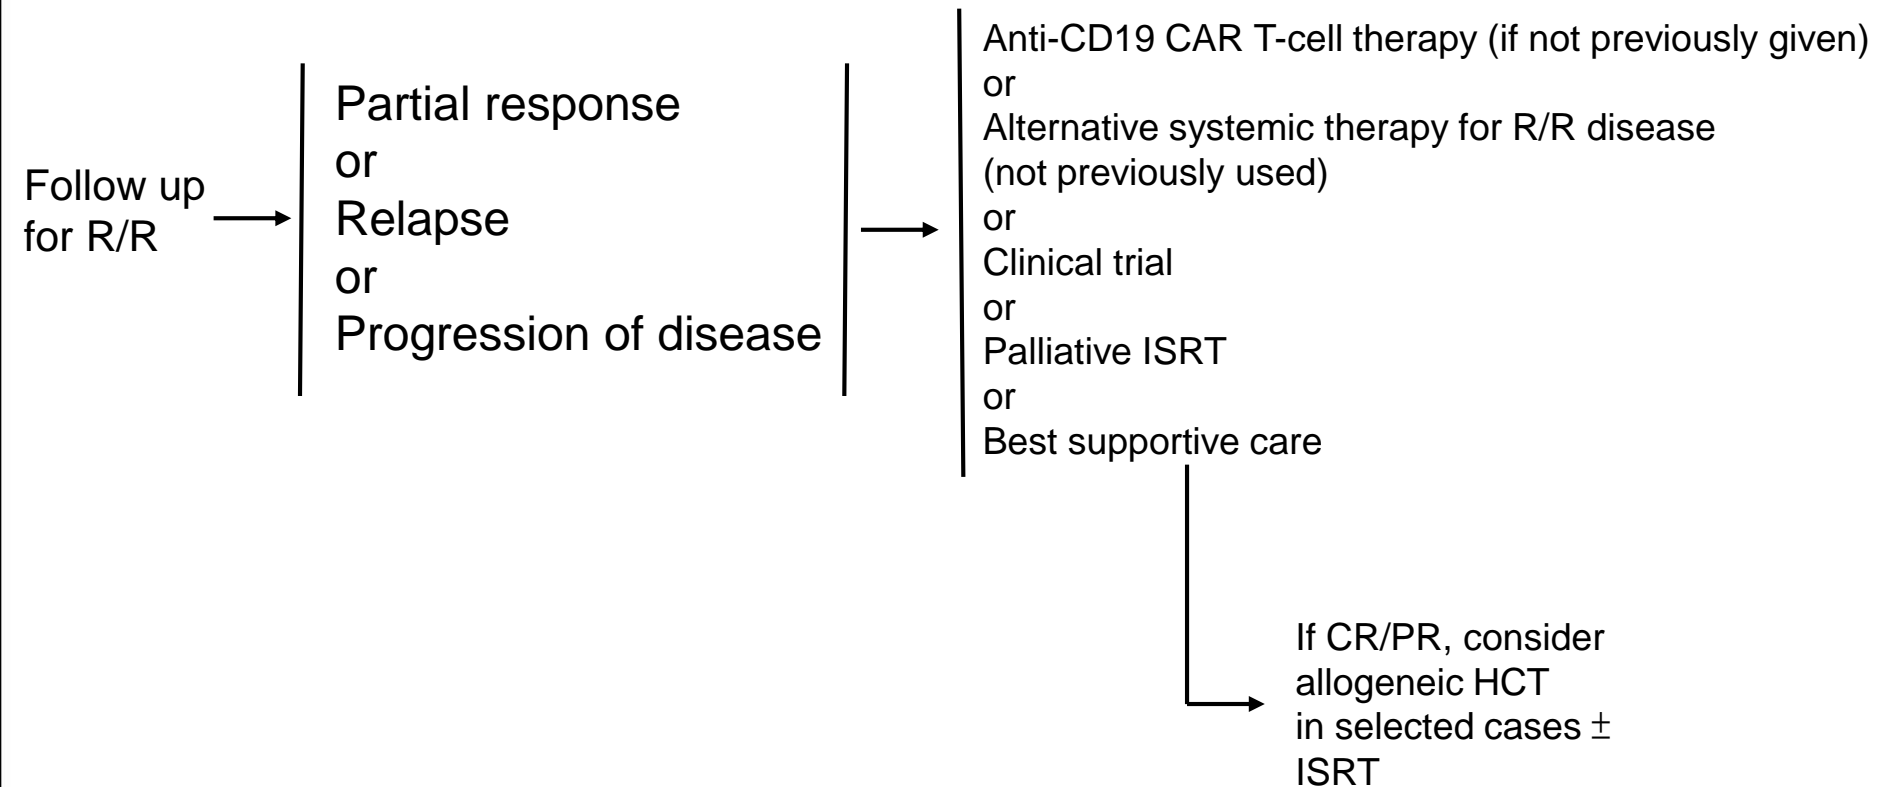 Follow up
for R/R
Partial response
or
Relapse
or
Progression of disease
Anti-CD19 CAR T-cell therapy (if not previously given)
or
Alternative systemic therapy for R/R disease
(not previously used)
or
Clinical trial
or
Palliative ISRT
or
Best supportive care
If CR/PR, consider
allogeneic HCT
in selected cases ±
ISRT